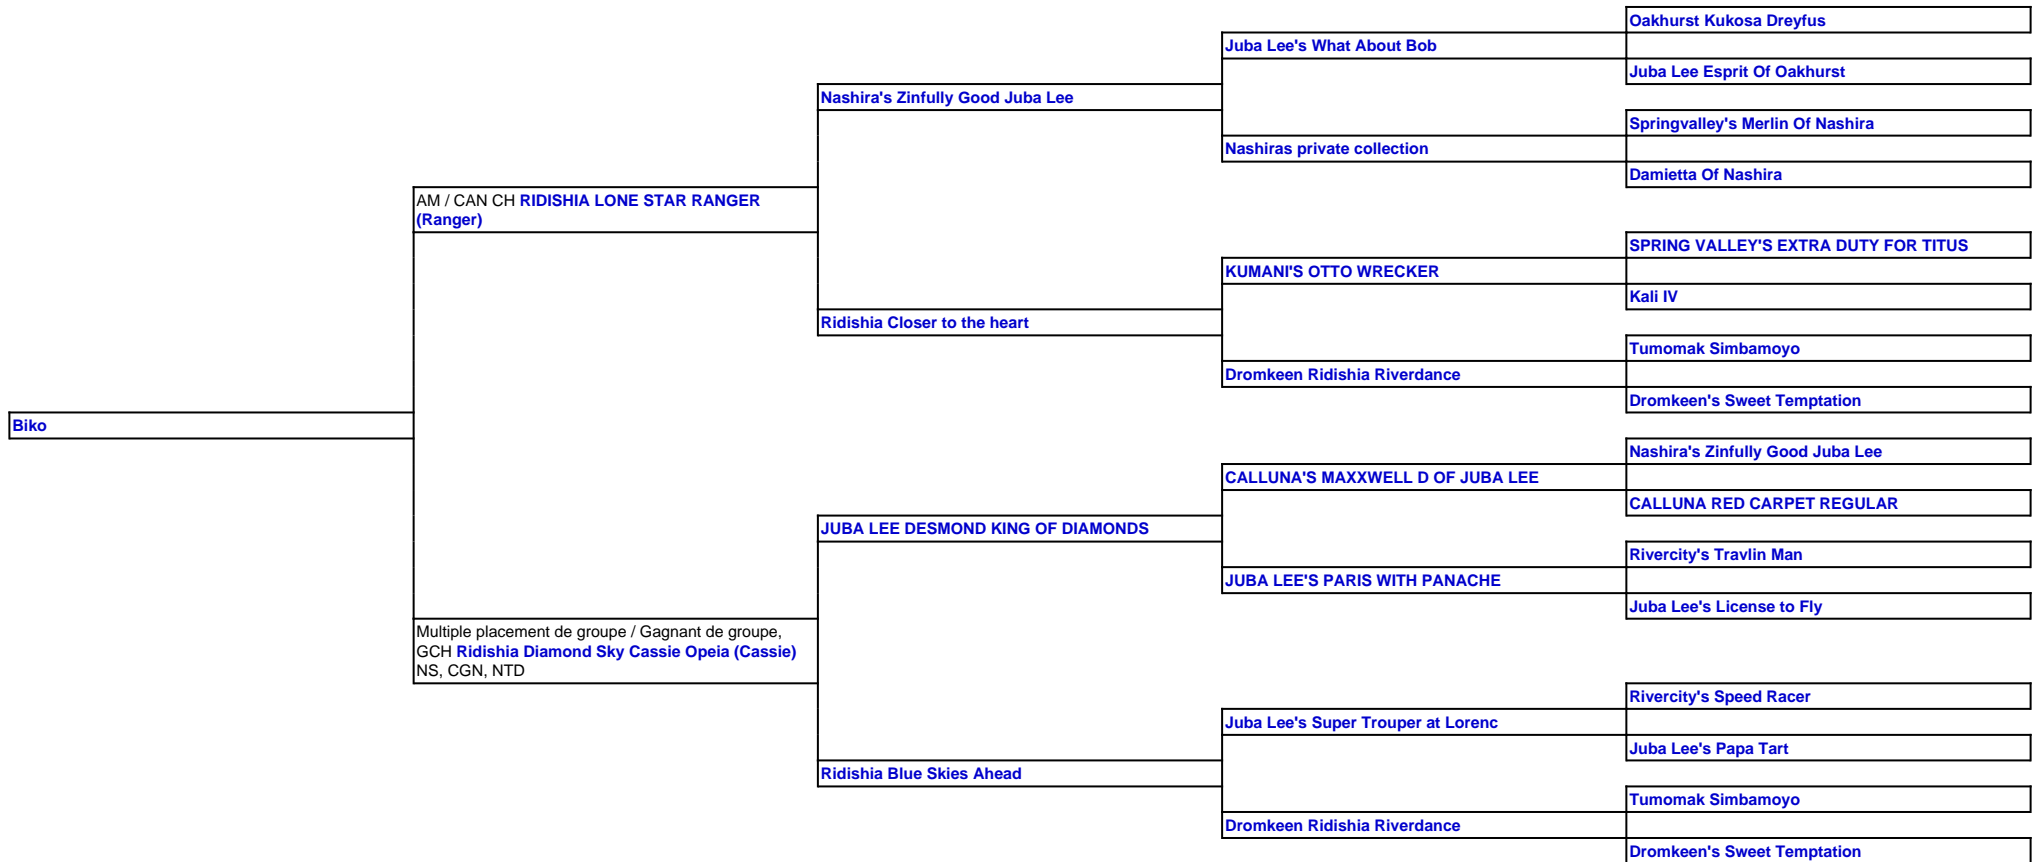 Oakhurst Kukosa Dreyfus
Juba Lee's What About Bob
Juba Lee Esprit Of Oakhurst
Nashira's Zinfully Good Juba Lee
Springvalley's Merlin Of Nashira
Nashiras private collection
Damietta Of Nashira
AM / CAN CH RIDISHIA LONE STAR RANGER
(Ranger)
SPRING VALLEY'S EXTRA DUTY FOR TITUS
KUMANI'S OTTO WRECKER
Kali IV
Ridishia Closer to the heart
Tumomak Simbamoyo
Dromkeen Ridishia Riverdance
Dromkeen's Sweet Temptation
Biko
Nashira's Zinfully Good Juba Lee
CALLUNA'S MAXXWELL D OF JUBA LEE
CALLUNA RED CARPET REGULAR
JUBA LEE DESMOND KING OF DIAMONDS
Rivercity's Travlin Man
JUBA LEE'S PARIS WITH PANACHE
Juba Lee's License to Fly
Multiple placement de groupe / Gagnant de groupe,
GCH Ridishia Diamond Sky Cassie Opeia (Cassie)
NS, CGN, NTD
Rivercity's Speed Racer
Juba Lee's Super Trouper at Lorenc
Juba Lee's Papa Tart
Ridishia Blue Skies Ahead
Tumomak Simbamoyo
Dromkeen Ridishia Riverdance
Dromkeen's Sweet Temptation